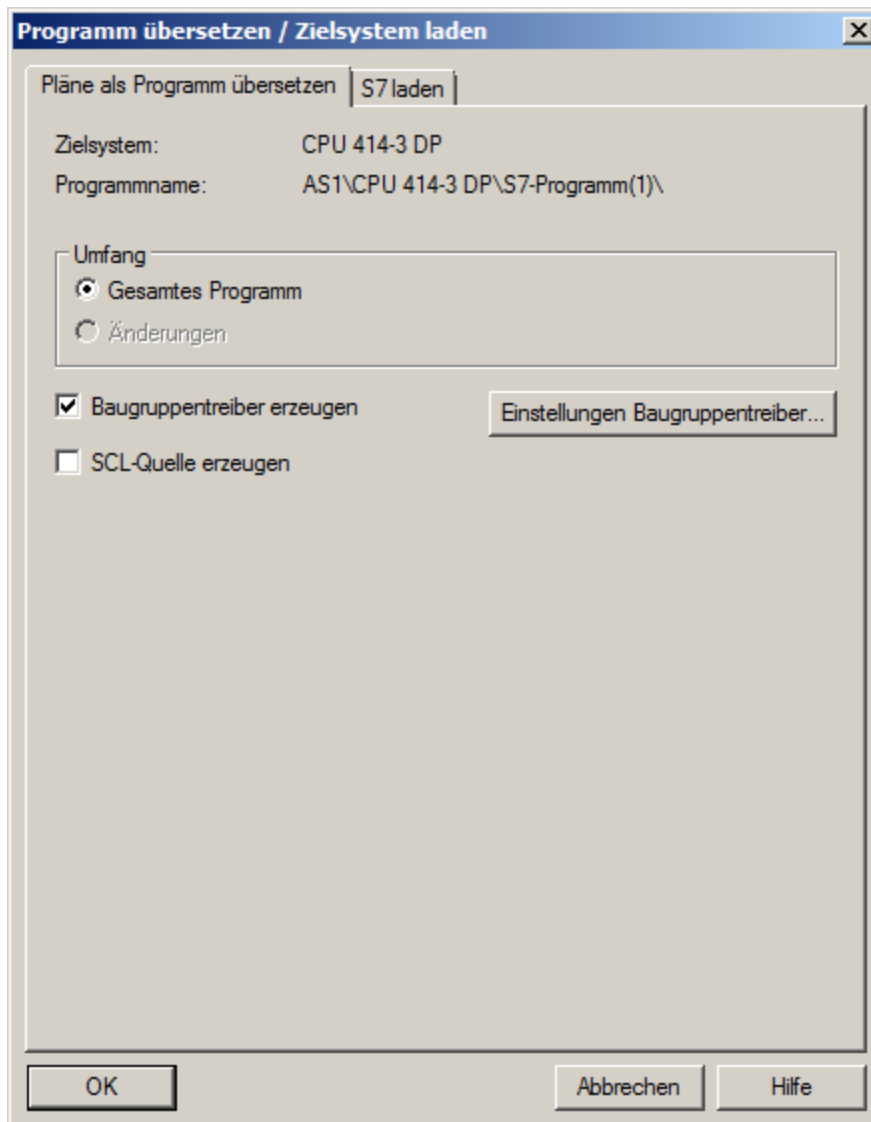 Programm übersetzen / Zielsystem laden
Pläne als Programm übersetzen S7 laden
Zielsystem: CPU 414-3 DP
Programmname: AS1\CPU 414-3 DP\S7-Programm(1)\
Umfang
Gesamtes Programm
Änderungen
Baugruppentreiber erzeugen Einstellungen Baugruppentreiber...
SCL-Quelle erzeugen
OK Abbrechen Hilfe